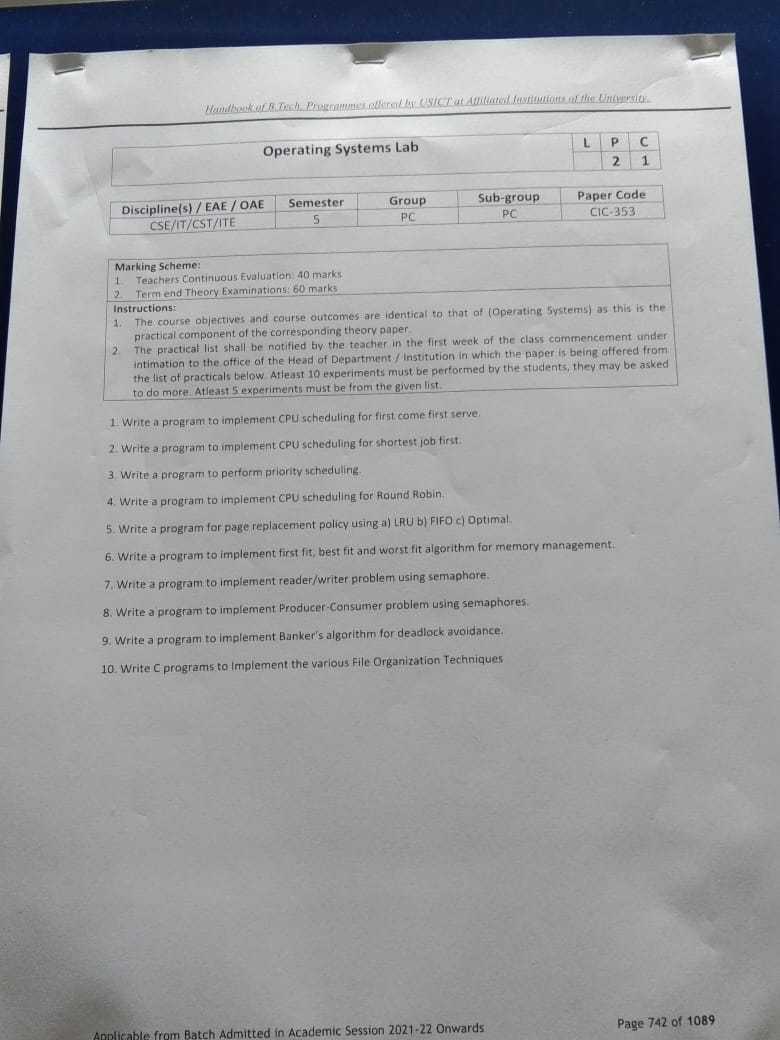 Handbook of B.Tech. Programmes offered by USICT at Affiliated Institutions of the University.
Operating Systems Lab
L P C
2 1
Discipline(s) / EAE / OAE Semester Group Sub-group Paper Code
CSE/IT/CST/ITE 5 PC PC CIC-353
Marking Scheme:
1. Teachers Continuous Evaluation: 40 marks
2. Term end Theory Examinations: 60 marks
Instructions:
1. The course objectives and course outcomes are identical to that of (Operating Systems) as this is the
practical component of the corresponding theory paper.
2. The practical list shall be notified by the teacher in the first week of the class commencement under
intimation to the office of the Head of Department / Institution in which the paper is being offered from
the list of practicals below. Atleast 10 experiments must be performed by the students, they may be asked
to do more. Atleast 5 experiments must be from the given list.
1. Write a program to implement CPU scheduling for first come first serve.
2. Write a program to implement CPU scheduling for shortest job first.
3. Write a program to perform priority scheduling.
4. Write a program to implement CPU scheduling for Round Robin.
5. Write a program for page replacement policy using a) LRU b) FIFO c) Optimal.
6. Write a program to implement first fit, best fit and worst fit algorithm for memory management.
7. Write a program to implement reader/writer problem using semaphore.
8. Write a program to implement Producer-Consumer problem using semaphores.
9. Write a program to implement Banker's algorithm for deadlock avoidance.
10. Write C programs to Implement the various File Organization Techniques
Applicable from Batch Admitted in Academic Session 2021-22 Onwards Page 742 of 1089